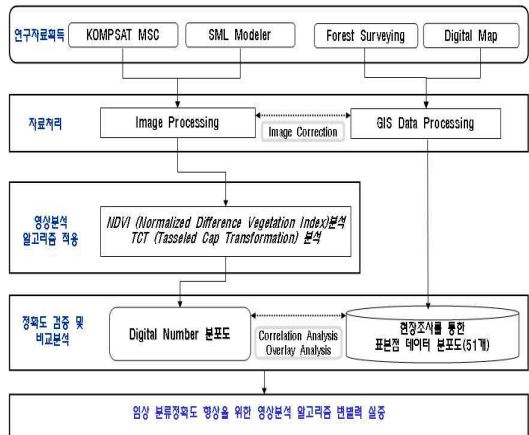 연구자료획득
KOMPSAT MSC
SML Modeler
Forest Surveying
Digital Map
자료처리
Image Processing
Image Correction
GIS Data Processing
영상분석
알고리즘 적용
NDVI (Normalized Difference Vegetation Index)분석
TCT (Tasseled Cap Transformation) 분석
정확도 검증 및
비교분석
Digital Number 분포도
Correlation Analysis
Overlay Analysis
현장조사를 통한
표본점 데이터 분포도(51개)
임상 분류정확도 향상을 위한 영상분석 알고리즘 변별력 실증